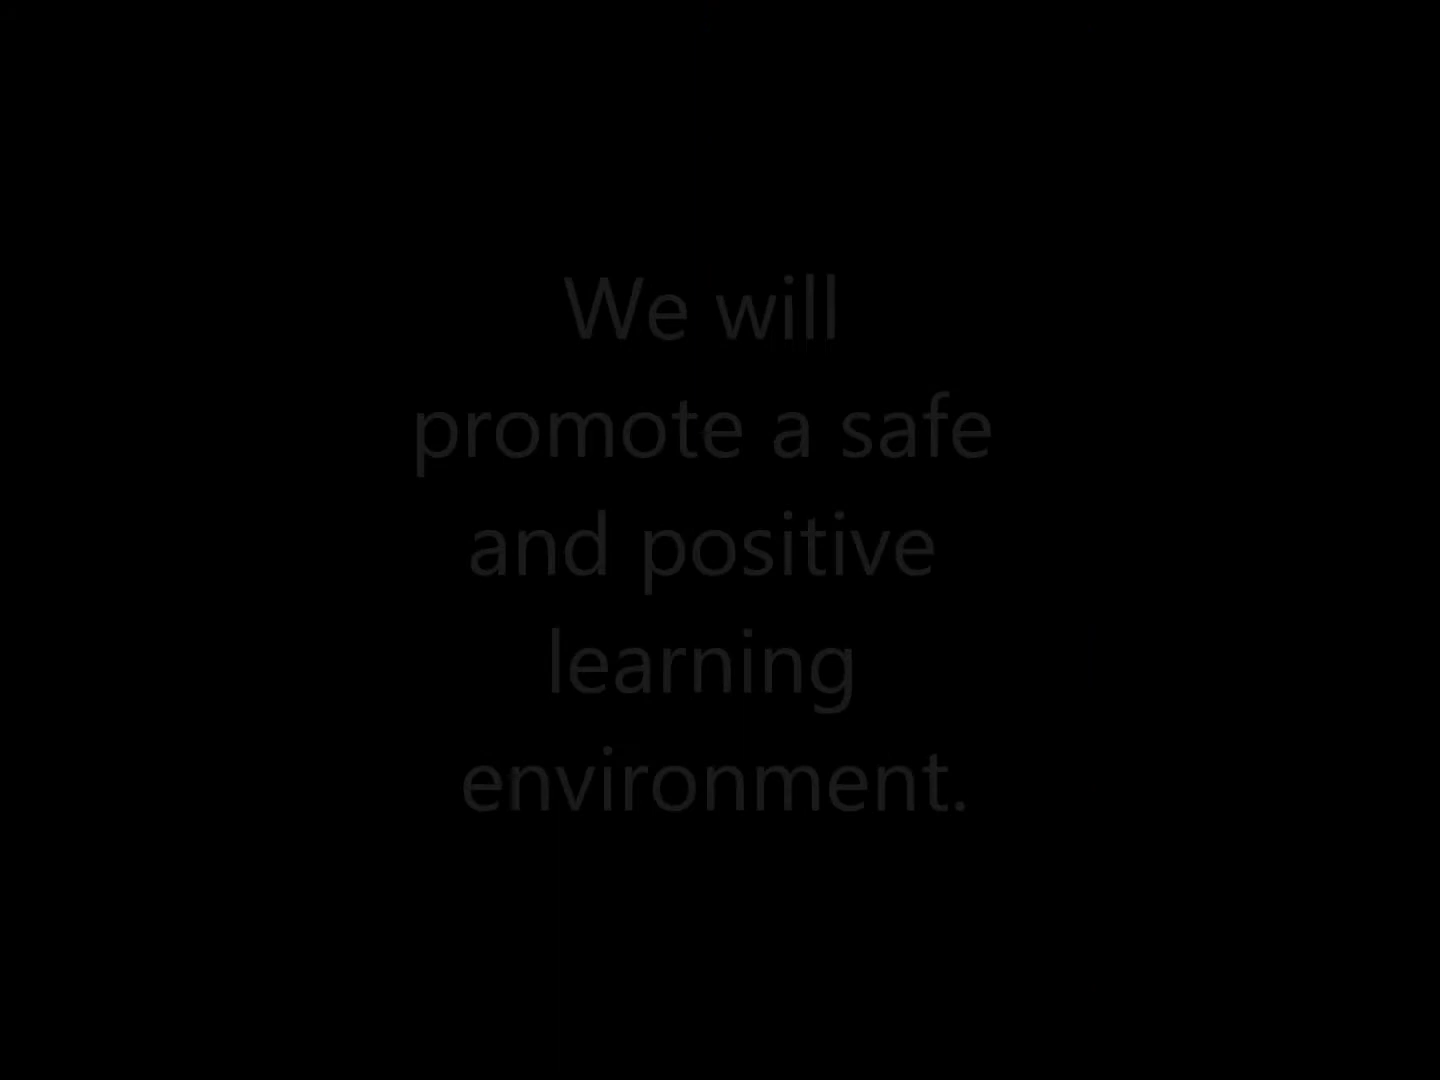 We will
promote a safe
and positive
learning
environment.